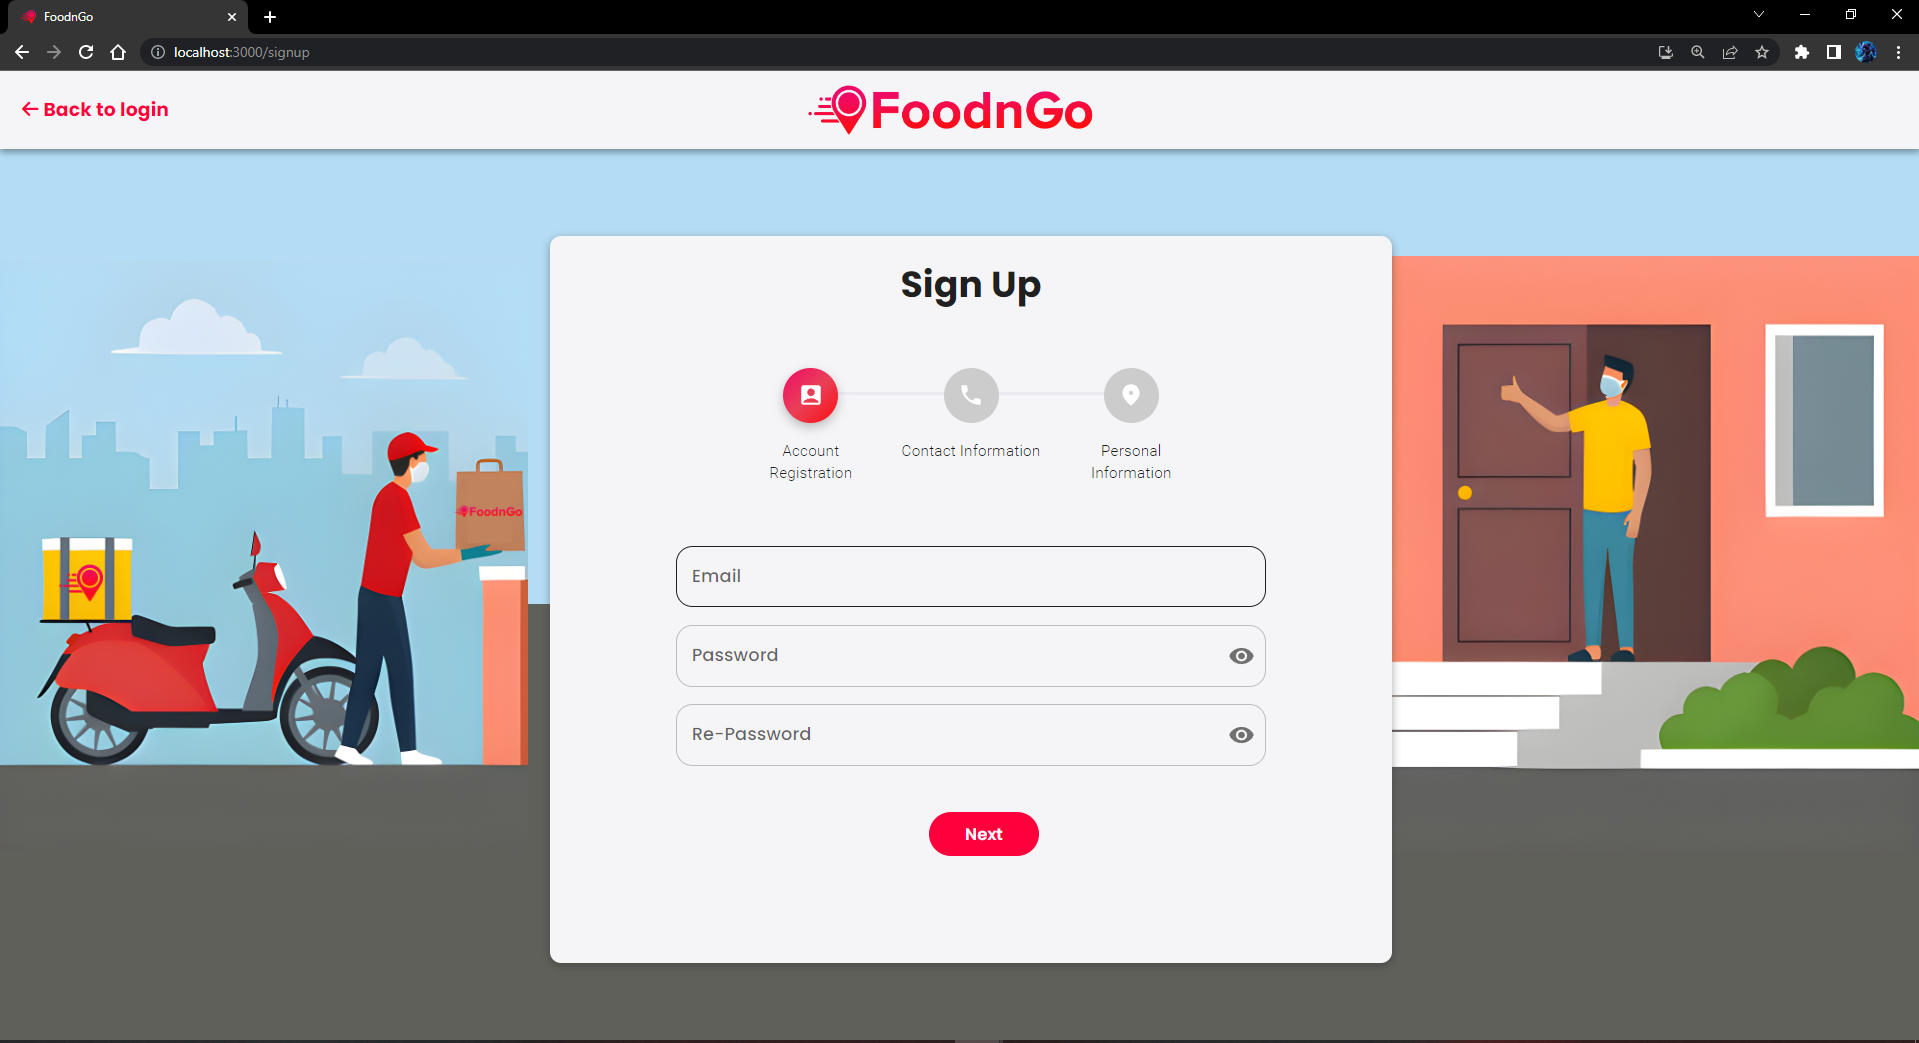 FoodnGo
localhost:3000/signup
Back to login
FoodnGo
Sign Up
Account
Registration
Contact Information
Personal
Information
FoodnGo
Email
Password
Re-Password
Next